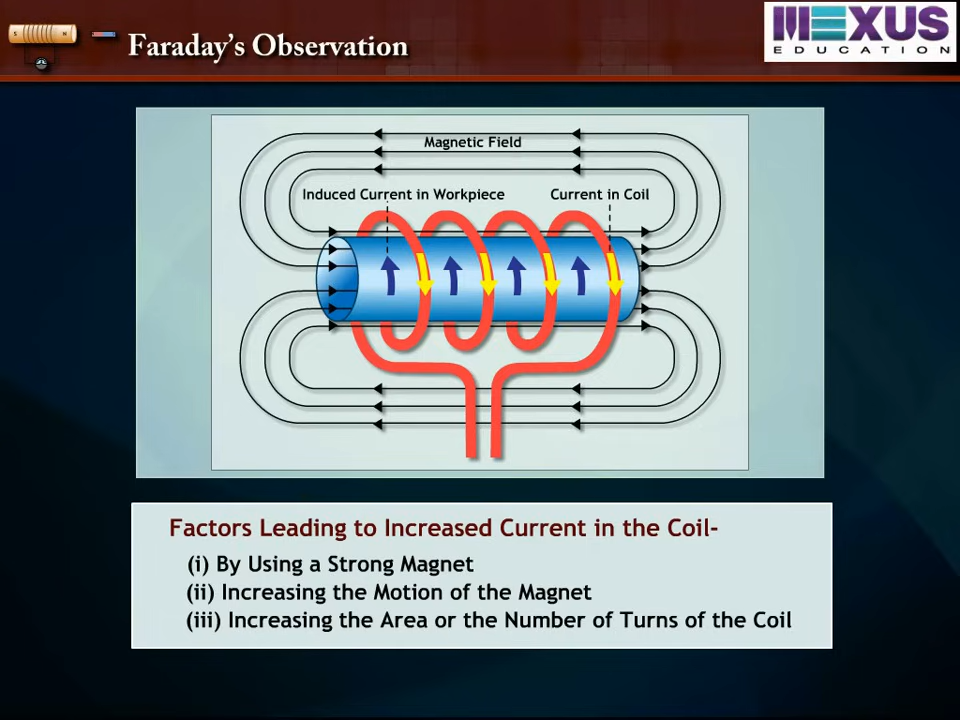 Faraday's Observation
MEXUS
EDUCATION
Magnetic Field
Induced Current in Workpiece
Current in Coil
Factors Leading to Increased Current in the Coil-
(i) By Using a Strong Magnet
(ii) Increasing the Motion of the Magnet
(iii) Increasing the Area or the Number of Turns of the Coil